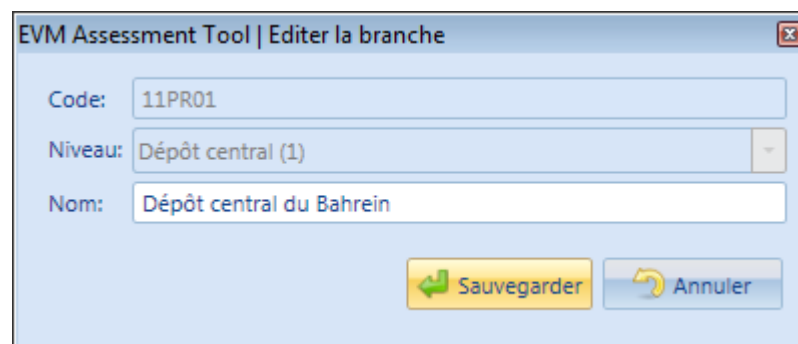 EVM Assessment Tool | Editer la branche
Code: 11PR01
Niveau: Dépôt central (1)
Nom: Dépôt central du Bahrein
Sauvegarder Annuler